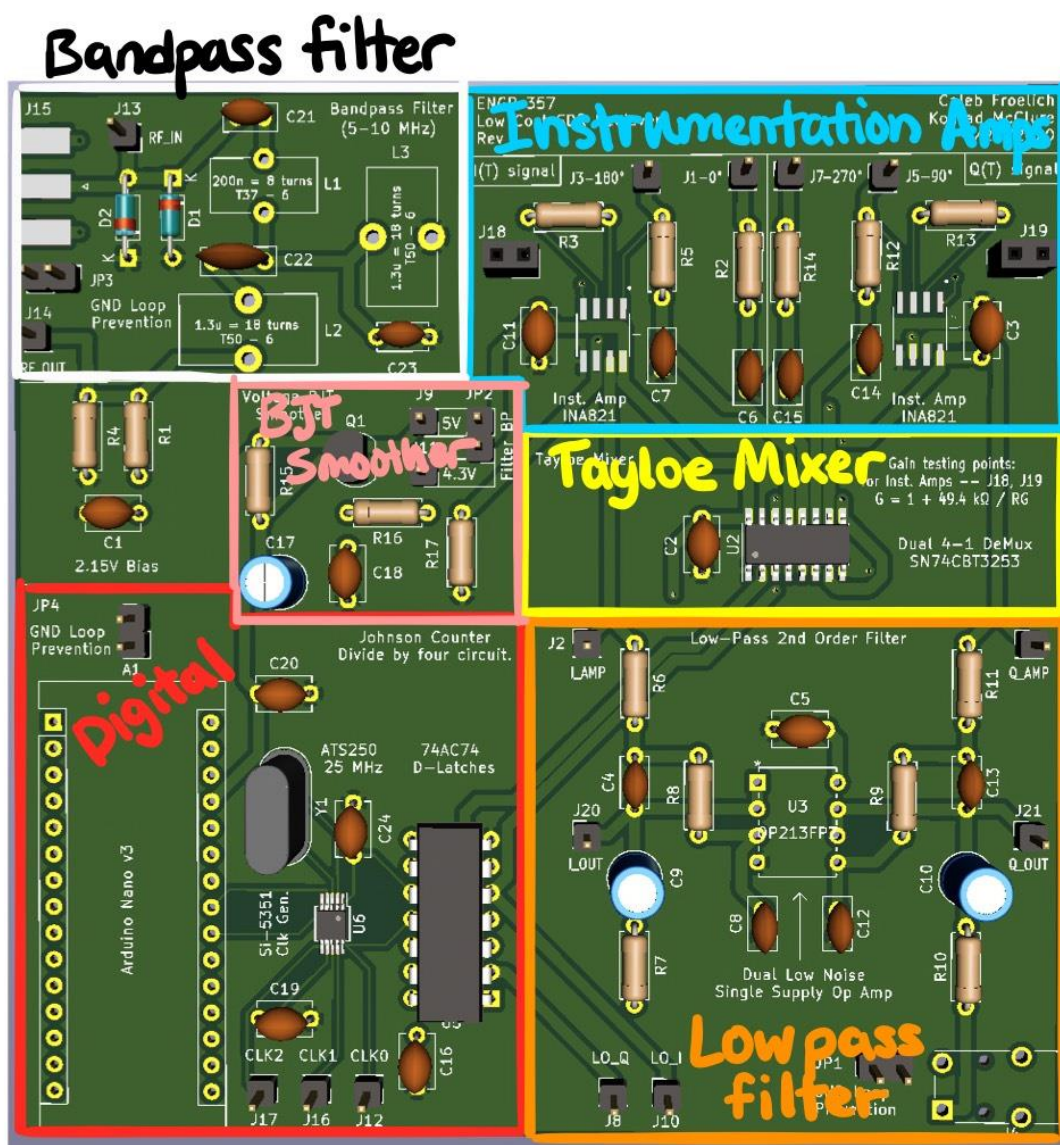 Bandpass filter
J15
J13
RF_IN
C21
Bandpass Filter
(5-10 MHz)
D2
K
K
D1
200n = 8 turns
T37 - 6
L1
L3
1.3u = 18 turns
T50 - 6
C22
JP3
GND Loop
Prevention
J14
RF_OUT
1.3u = 18 turns
T50 - 6
L2
C23
Instrumentation Amps
ENGR 357
Rev
Caleb Froelich
I(T) signal
J3-180°
J1-0°
J7-270°
J5-90°
Q(T) signal
J18
R3
R5
R2
R14
R12
R13
J19
C11
C7
C6
C15
C14
C3
Inst. Amp
INA821
Inst. Amp
INA821
R4
R1
C1
2.15V Bias
BJT
Smoother
Q1
J9
JP2
5V
4.3V
Filter BP
R15
R16
R17
C17
C18
Tayloe Mixer
Tayloe Mixer
C2
U2
Gain testing points:
for Inst. Amps -- J18, J19
G = 1 + 49.4 kΩ / RG
Dual 4-1 DeMux
SN74CBT3253
Digital
JP4
GND Loop
Prevention
A1
Johnson Counter
Divide by four circuit.
C20
ATS250
25 MHz
74AC74
D-Latches
Y1
C24
Arduino Nano v3
Si-5351
Clk Gen.
U6
C19
C16
CLK2
CLK1
CLK0
J17
J16
J12
Low-Pass 2nd Order Filter
J2
I_AMP
R6
C5
R11
Q_AMP
C4
R8
U3
OP213FPZ
R9
C13
J20
I_OUT
J21
Q_OUT
C9
C10
C8
C12
R7
R10
Dual Low Noise
Single Supply Op Amp
Lowpass
filter
LO_Q
LO_I
J8
J10
JP1